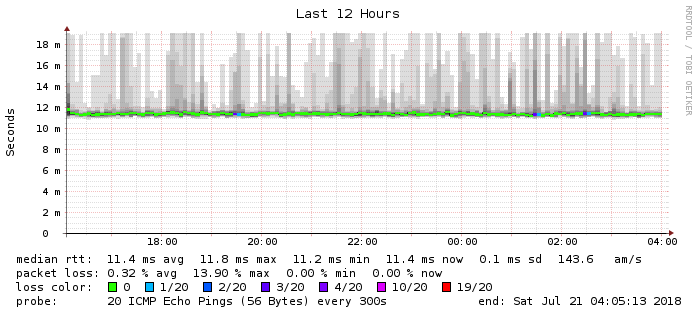 Last 12 Hours
RRDTOOL / TOBI OETIKER
Seconds
18 m
16 m
14 m
12 m
10 m
8 m
6 m
4 m
2 m
0
18:00 20:00 22:00 00:00 02:00 04:00
median rtt: 11.4 ms avg 11.8 ms max 11.2 ms min 11.4 ms now 0.1 ms sd 143.6 am/s
packet loss: 0.32 % avg 13.90 % max 0.00 % min 0.00 % now
loss color: 0 1/20 2/20 3/20 4/20 10/20 19/20
probe: 20 ICMP Echo Pings (56 Bytes) every 300s end: Sat Jul 21 04:05:13 2018